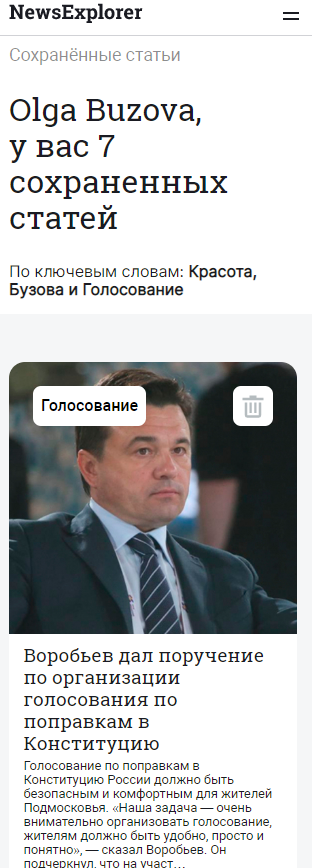 NewsExplorer
Сохранённые статьи
Olga Buzova,
у вас 7
сохраненных
статей
По ключевым словам: Красота,
Бузова и Голосование
Голосование
Воробьев дал поручение
по организации
голосования по
поправкам в
Конституцию
Голосование по поправкам в
Конституцию России должно быть
безопасным и комфортным для жителей
Подмосковья. «Наша задача — очень
внимательно организовать голосование,
жителям должно быть удобно, просто и
понятно», — сказал Воробьев. Он
подчеркнул, что на участ…